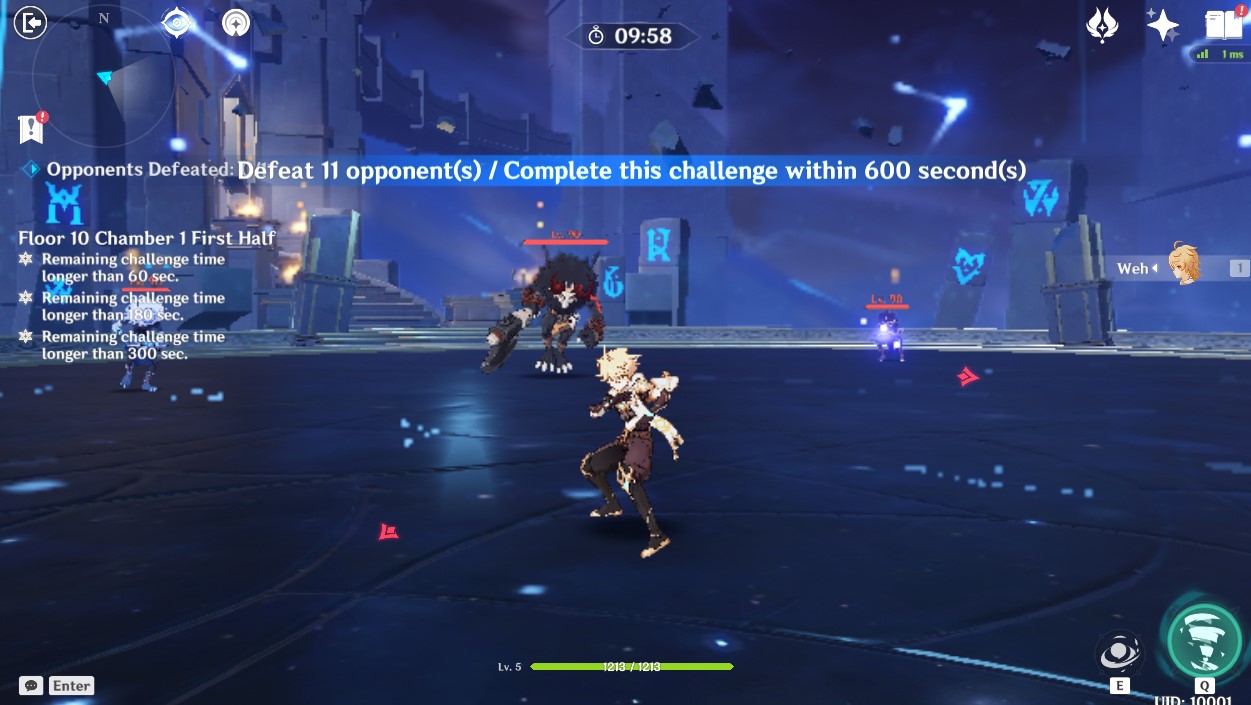 N
09:58
1 ms
Opponents Defeated:
Defeat 11 opponent(s) / Complete this challenge within 600 second(s)
Floor 10 Chamber 1 First Half
Remaining challenge time
longer than 60 sec.
Remaining challenge time
longer than 180 sec.
Remaining challenge time
longer than 300 sec.
Weh
1
Lv. 5
1213 / 1213
Enter
E
Q
UID: 10001